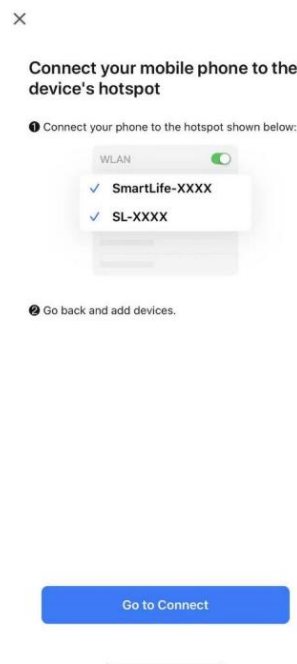 Connect your mobile phone to the
device's hotspot
❶ Connect your phone to the hotspot shown below:
WLAN
SmartLife-XXXX
SL-XXXX
❷ Go back and add devices.
Go to Connect